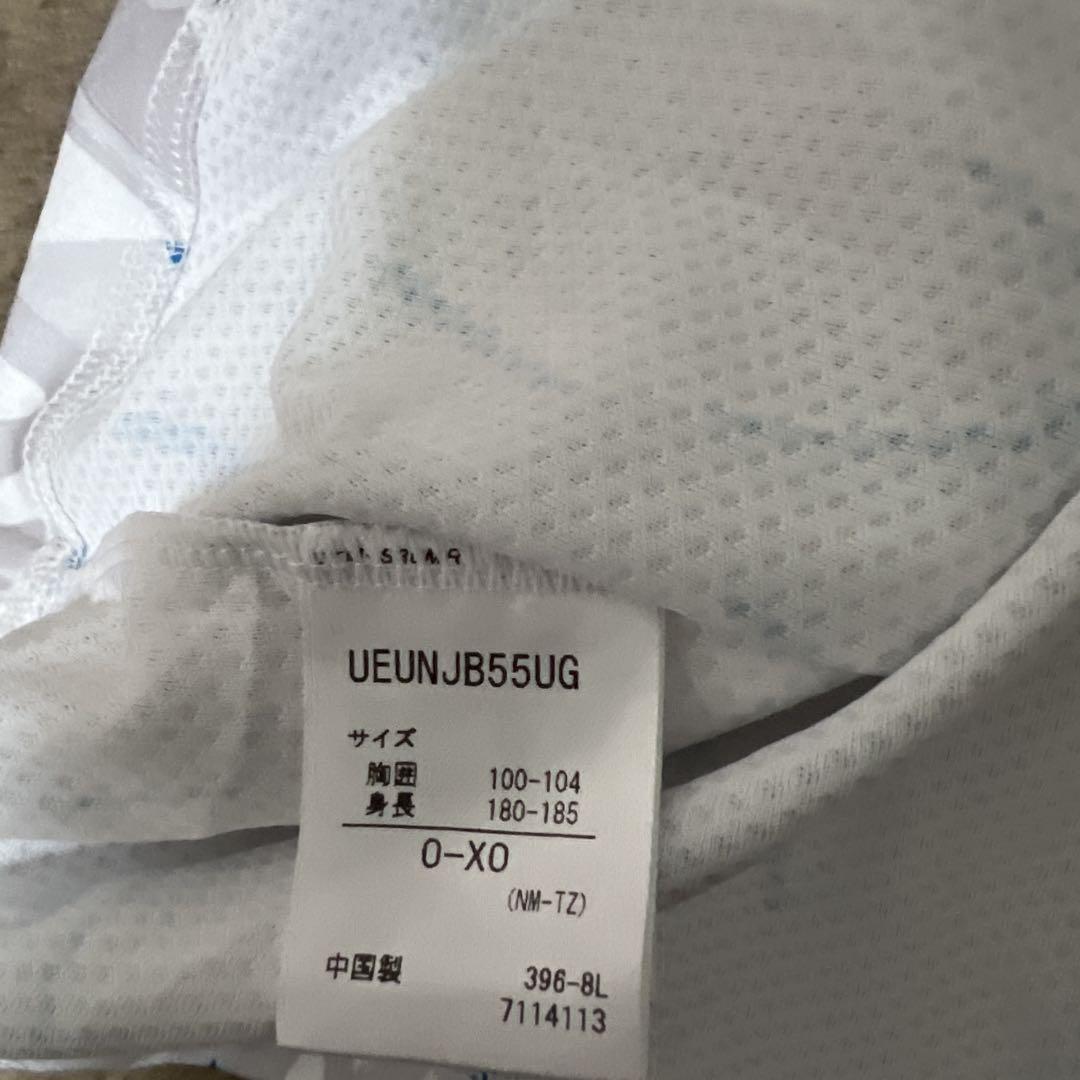 UEUNJB55UG
サイズ
胸囲 100-104
身長 180-185
O-XO
(NM-TZ)
中国製 396-8L
7114113